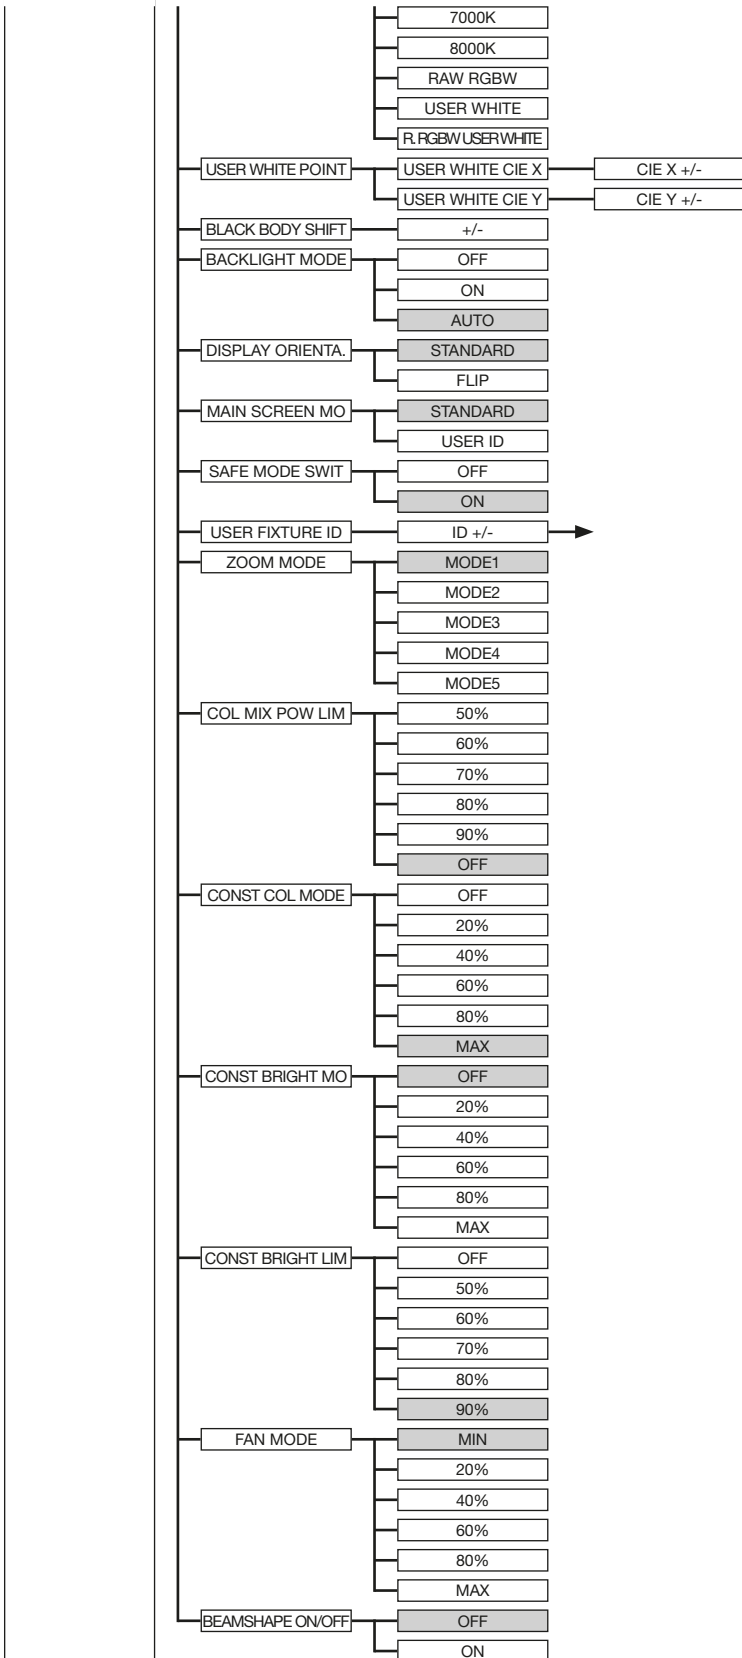 7000K
8000K
RAW RGBW
USER WHITE
R. RGBW USER WHITE
USER WHITE POINT USER WHITE CIE X CIE X +/-
USER WHITE CIE Y CIE Y +/-
BLACK BODY SHIFT +/-
BACKLIGHT MODE OFF
ON
AUTO
DISPLAY ORIENTA. STANDARD
FLIP
MAIN SCREEN MO STANDARD
USER ID
SAFE MODE SWIT OFF
ON
USER FIXTURE ID ID +/-
ZOOM MODE MODE1
MODE2
MODE3
MODE4
MODE5
COL MIX POW LIM 50%
60%
70%
80%
90%
OFF
CONST COL MODE OFF
20%
40%
60%
80%
MAX
CONST BRIGHT MO OFF
20%
40%
60%
80%
MAX
CONST BRIGHT LIM OFF
50%
60%
70%
80%
90%
FAN MODE MIN
20%
40%
60%
80%
MAX
BEAMSHAPE ON/OFF OFF
ON